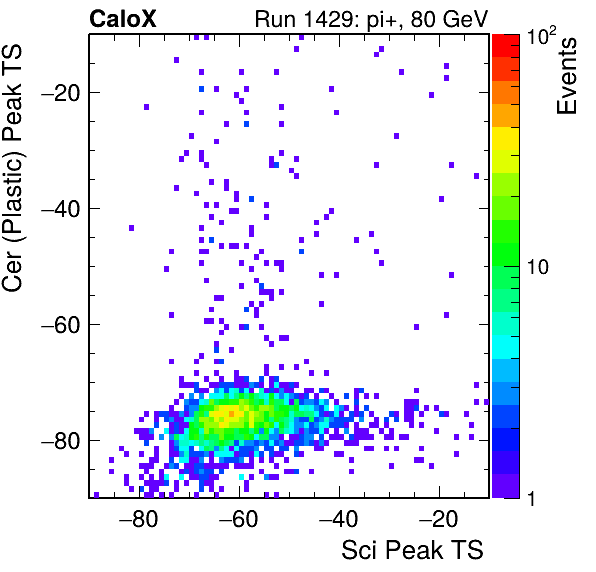 CaloX Run 1429: pi+, 80 GeV
Cer (Plastic) Peak TS
−20
−40
−60
−80
−80 −60 −40 −20
Sci Peak TS
10²
10
1
Events